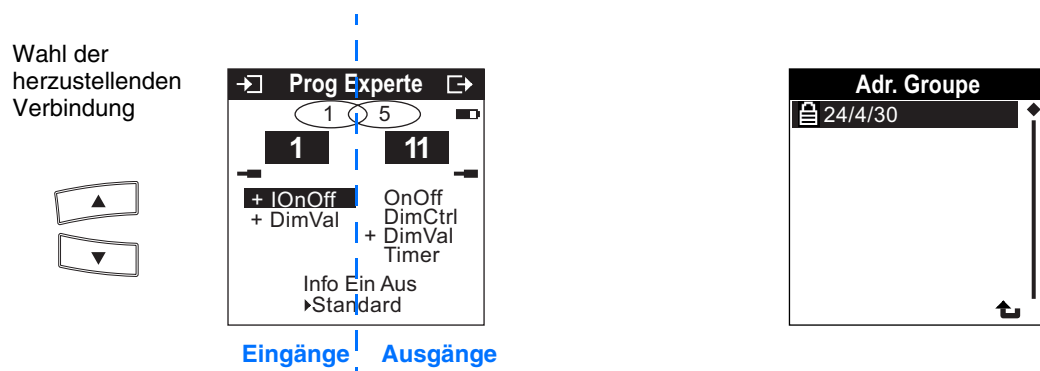 Wahl der
herzustellenden
Verbindung
Prog Experte
1 5
1 11
+ IOnOff
+ DimVal
OnOff
DimCtrl
+ DimVal
Timer
Info Ein Aus
Standard
Eingänge Ausgänge
Adr. Groupe
24/4/30